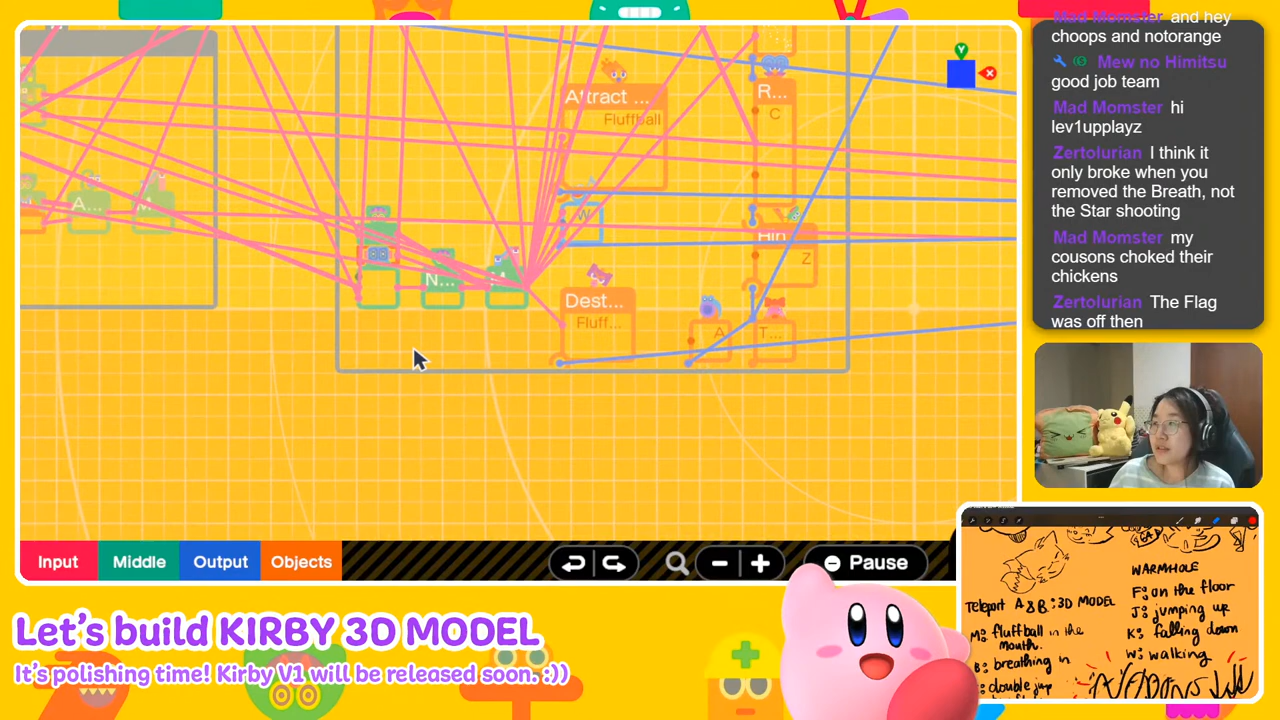 Mad Momster and hey
choops and notorange
Mew no Himitsu
good job team
Mad Momster hi
lev1upplayz
Zertolurian I think it
only broke when you
removed the Breath, not
the Star shooting
Mad Momster my
cousons choked their
chickens
Zertolurian The Flag
was off then
Y
Attract ...
Fluffball
R...
C
A...
W
Z
N...
Dest...
Fluff...
A
T...
Input
Middle
Output
Objects
Pause
Let's build KIRBY 3D MODEL
It's polishing time! Kirby V1 will be released soon. :))
Teleport A&B: 3D MODEL
M: fluffball in the
mouth.
B: breathing in
: double jump
WARMHOLE
F: on the floor
J: jumping up
K: falling down
W: walking